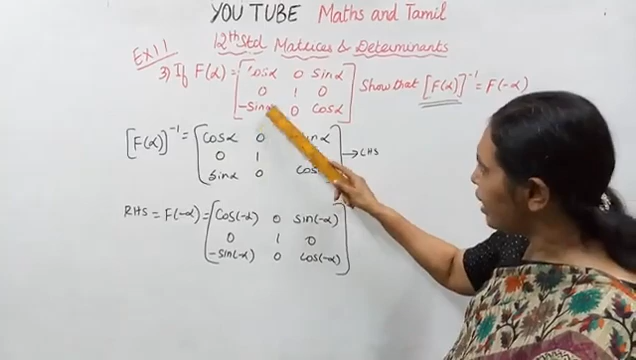 YOU TUBE Maths and Tamil
12th Std Matrices & Determinants
Ex 1.1
3) If F(α) = [cosα 0 sinα Show that [F(α)]⁻¹ = F(-α)
0 1 0
-sinα 0 cosα]
[F(α)]⁻¹ = [cosα 0 sinα
0 1 → LHS
sinα 0 cos
RHS = F(-α) = [cos(-α) 0 sin(-α)
0 1 0
-sin(-α) 0 cos(-α)]